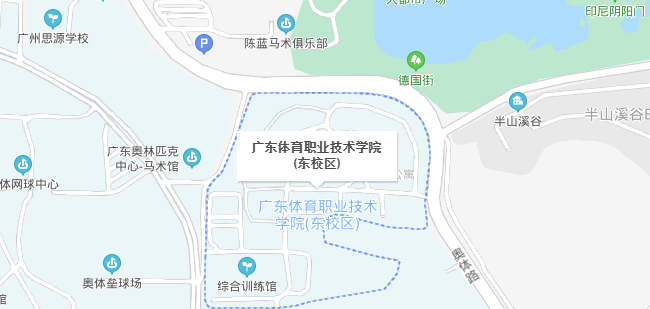 印尼阴阳门
广州思源学校
P
陈蓝马术俱乐部
德国街
半山溪谷
半山溪谷
广东奥林匹克
中心-马术馆
广东体育职业技术学院
(东校区)
公寓
体网球中心
广东体育职业技术
学院(东校区)
奥体路
奥体垒球场
综合训练馆
馆